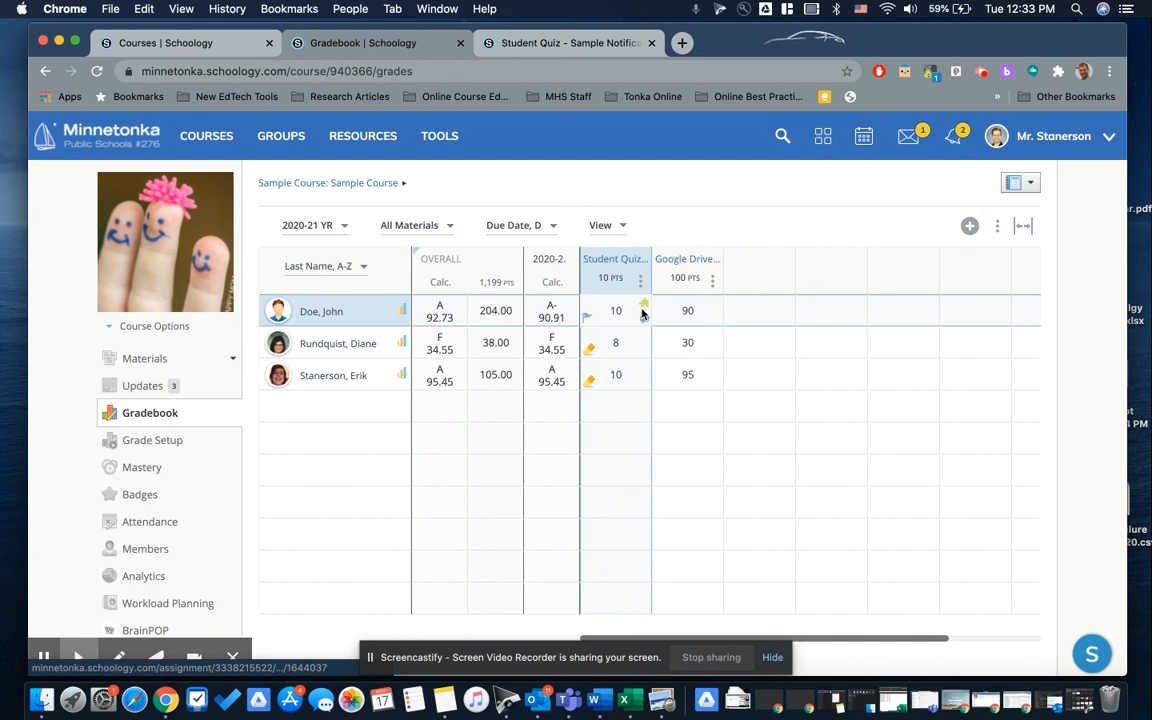 Chrome File Edit View History Bookmarks People Tab Window Help 59% Tue 12:33 PM
Courses | Schoology Gradebook | Schoology Student Quiz - Sample Notifica
minnetonka.schoology.com/course/940366/grades
Apps Bookmarks New EdTech Tools Research Articles Online Course Ed... MHS Staff Tonka Online Online Best Practi... » Other Bookmarks
Minnetonka
Public Schools #276
COURSES GROUPS RESOURCES TOOLS 1 2 Mr. Stanerson
Sample Course: Sample Course
2020-21 YR All Materials Due Date, D View
Last Name, A-Z OVERALL 2020-2. Student Quiz... Google Drive...
Calc. 1,199 PTS Calc. 10 PTS 100 PTS
Doe, John A 92.73 204.00 A- 90.91 10 90
Rundquist, Diane F 34.55 38.00 F 34.55 8 30
Stanerson, Erik A 95.45 105.00 A 95.45 10 95
Course Options
Materials
Updates 3
Gradebook
Grade Setup
Mastery
Badges
Attendance
Members
Analytics
Workload Planning
BrainPOP
Screencastify - Screen Video Recorder is sharing your screen. Stop sharing Hide
minnetonka.schoology.com/assignment/3338215522/.../1644037
S